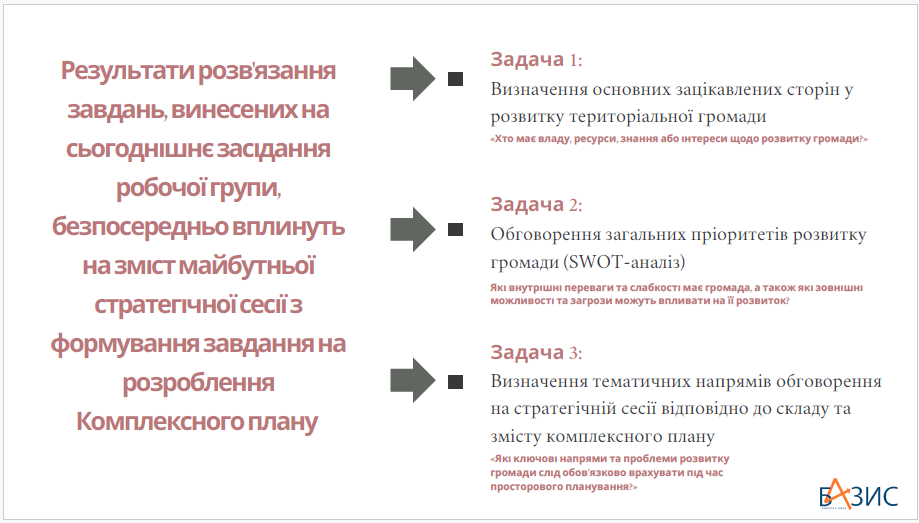 Результати розв'язання
завдань, винесених на
сьогоднішнє засідання
робочої групи,
безпосередньо вплинуть
на зміст майбутньої
стратегічної сесії з
формування завдання на
розроблення
Комплексного плану
Задача 1:
Визначення основних зацікавлених сторін у
розвитку територіальної громади
«Хто має владу, ресурси, знання або інтереси щодо розвитку громади?»
Задача 2:
Обговорення загальних пріоритетів розвитку
громади (SWOT-аналіз)
Які внутрішні переваги та слабкості має громада, а також які зовнішні
можливості та загрози можуть впливати на її розвиток?
Задача 3:
Визначення тематичних напрямів обговорення
на стратегічній сесії відповідно до складу та
змісту комплексного плану
«Які ключові напрями та проблеми розвитку
громади слід обов'язково врахувати під час
просторового планування?»
БАЗИС